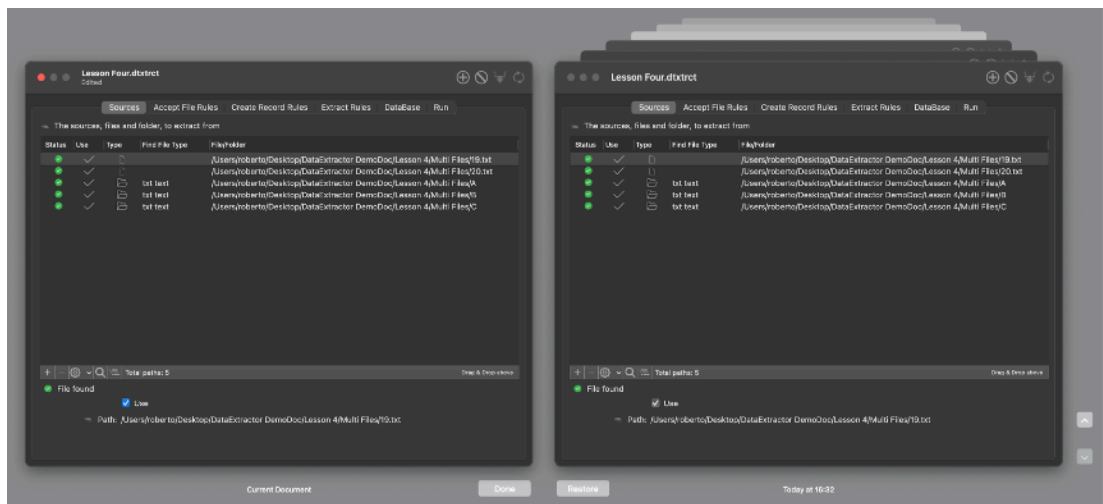 Lesson Four.dtxtrct
Edited
Sources Accept File Rules Create Record Rules Extract Rules DataBase Run
The sources, files and folder, to extract from
Status Use Type Find File Type File/Folder
/Users/roberto/Desktop/DataExtractor DemoDoc/Lesson 4/Multi Files/19.txt
/Users/roberto/Desktop/DataExtractor DemoDoc/Lesson 4/Multi Files/20.txt
txt text /Users/roberto/Desktop/DataExtractor DemoDoc/Lesson 4/Multi Files/A
txt text /Users/roberto/Desktop/DataExtractor DemoDoc/Lesson 4/Multi Files/B
txt text /Users/roberto/Desktop/DataExtractor DemoDoc/Lesson 4/Multi Files/C
Total paths: 5 Drag & Drop above
File found
Use
Path: /Users/roberto/Desktop/DataExtractor DemoDoc/Lesson 4/Multi Files/19.txt
Current Document Done
Lesson Four.dtxtrct
Sources Accept File Rules Create Record Rules Extract Rules DataBase Run
The sources, files and folder, to extract from
Status Use Type Find File Type File/Folder
/Users/roberto/Desktop/DataExtractor DemoDoc/Lesson 4/Multi Files/19.txt
/Users/roberto/Desktop/DataExtractor DemoDoc/Lesson 4/Multi Files/20.txt
txt text /Users/roberto/Desktop/DataExtractor DemoDoc/Lesson 4/Multi Files/A
txt text /Users/roberto/Desktop/DataExtractor DemoDoc/Lesson 4/Multi Files/B
txt text /Users/roberto/Desktop/DataExtractor DemoDoc/Lesson 4/Multi Files/C
Total paths: 5 Drag & Drop above
File found
Use
Path: /Users/roberto/Desktop/DataExtractor DemoDoc/Lesson 4/Multi Files/19.txt
Restore Today at 16:32